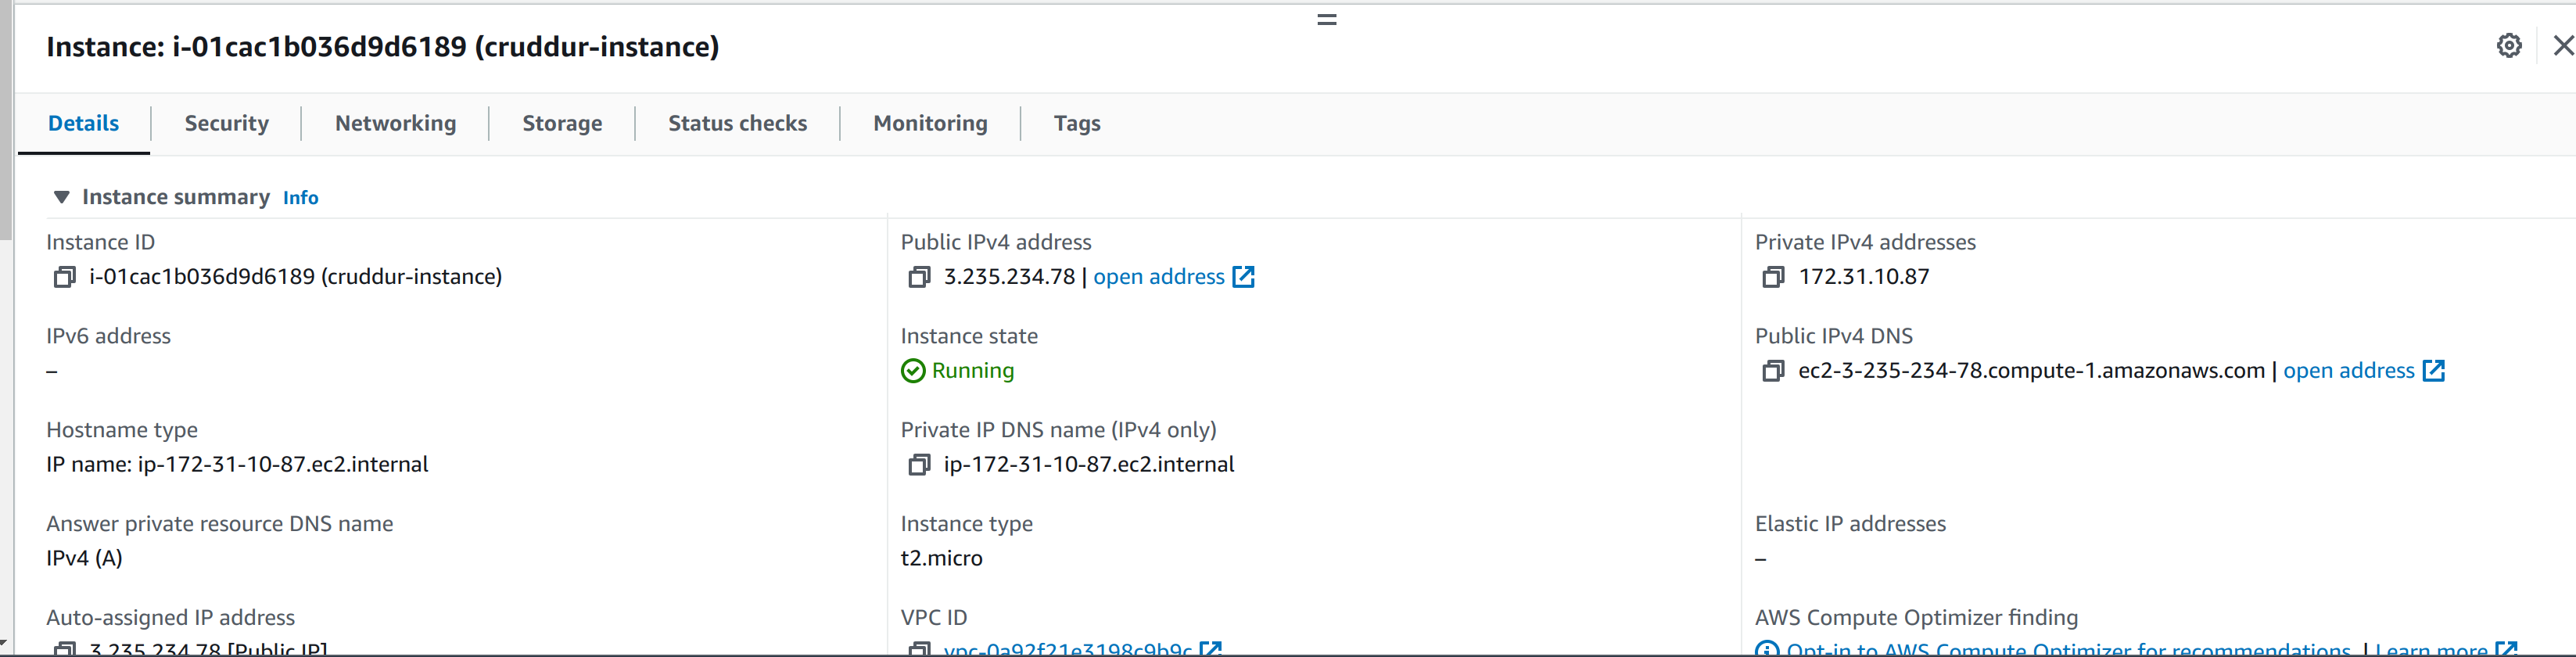 Instance: i-01cac1b036d9d6189 (cruddur-instance)
Details Security Networking Storage Status checks Monitoring Tags
Instance summary Info
Instance ID
i-01cac1b036d9d6189 (cruddur-instance)
Public IPv4 address
3.235.234.78 | open address
Private IPv4 addresses
172.31.10.87
IPv6 address
–
Instance state
Running
Public IPv4 DNS
ec2-3-235-234-78.compute-1.amazonaws.com | open address
Hostname type
IP name: ip-172-31-10-87.ec2.internal
Private IP DNS name (IPv4 only)
ip-172-31-10-87.ec2.internal
Answer private resource DNS name
IPv4 (A)
Instance type
t2.micro
Elastic IP addresses
–
Auto-assigned IP address
3.235.234.78 [Public IP]
VPC ID
vpc-0a92f21e3198c9b9c
AWS Compute Optimizer finding
Opt-in to AWS Compute Optimizer for recommendations. | Learn more